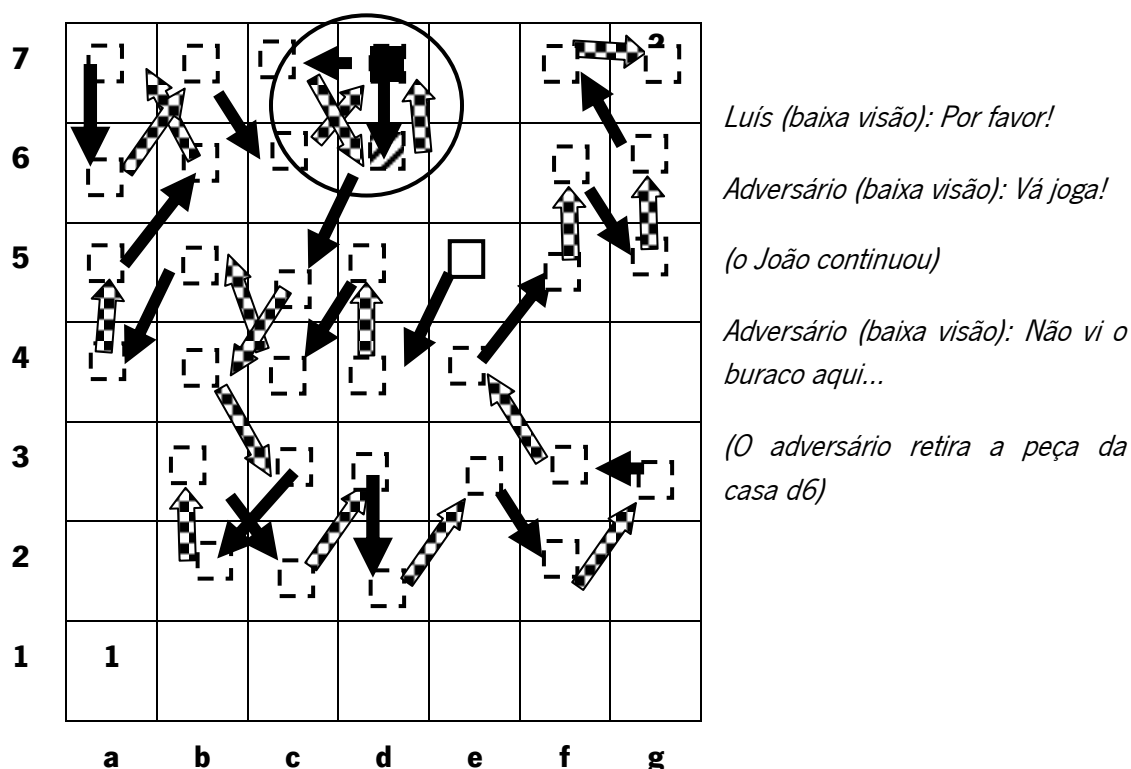 7
2
6
5
4
3
2
1
1
a b c d e f g
Luís (baixa visão): Por favor!
Adversário (baixa visão): Vá joga!
(o João continuou)
Adversário (baixa visão): Não vi o
buraco aqui...
(O adversário retira a peça da
casa d6)